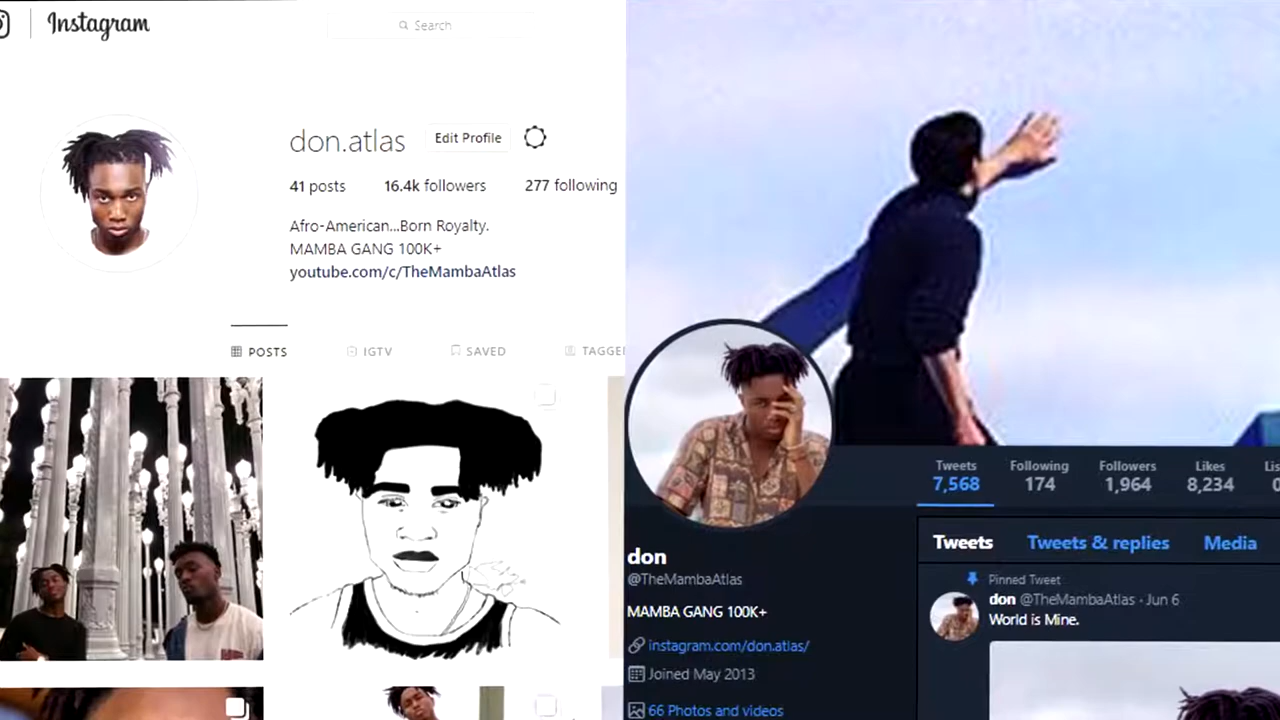 Instagram
Search
don.atlas
Edit Profile
41 posts
16.4k followers
277 following
Afro-American...Born Royalty.
MAMBA GANG 100K+
youtube.com/c/TheMambaAtlas
POSTS
IGTV
SAVED
TAGGE
Tweets
Following
Followers
Likes
Lis
7,568
174
1,964
8,234
0
don
@TheMambaAtlas
MAMBA GANG 100K+
instagram.com/don.atlas/
Joined May 2013
66 Photos and videos
Tweets
Tweets & replies
Media
Pinned Tweet
don @TheMambaAtlas · Jun 6
World is Mine.